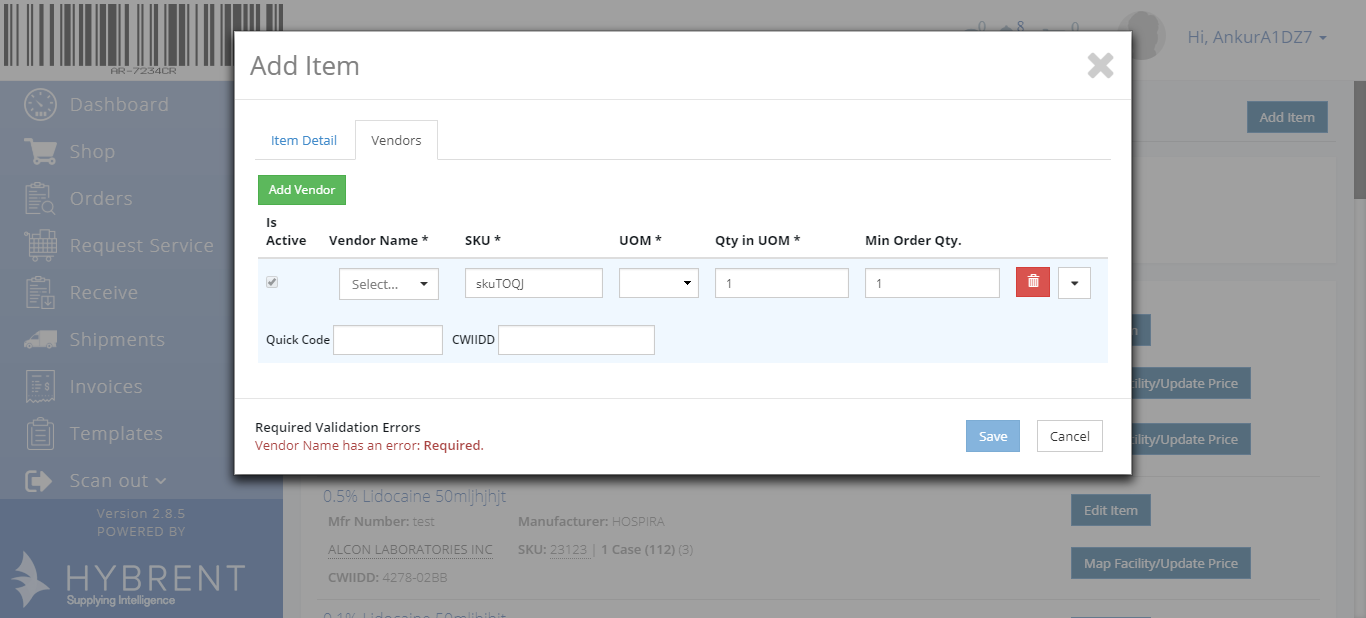 AR-7234CR
0 8 0
Hi, AnkurA1DZ7
Dashboard
Shop
Orders
Request Service
Receive
Shipments
Invoices
Templates
Scan out
Version 2.8.5
POWERED BY
HYBRENT
Supplying Intelligence
Add Item
Add Item
Item Detail Vendors
Add Vendor
Is Active Vendor Name * SKU * UOM * Qty in UOM * Min Order Qty.
Select... skuTOQJ 1 1
Quick Code CWIIDD
Required Validation Errors
Vendor Name has an error: Required.
Save Cancel
ility/Update Price
ility/Update Price
0.5% Lidocaine 50mljhjhjt
Mfr Number: test Manufacturer: HOSPIRA
ALCON LABORATORIES INC SKU: 23123 | 1 Case (112) (3)
CWIIDD: 4278-02BB
Edit Item
Map Facility/Update Price